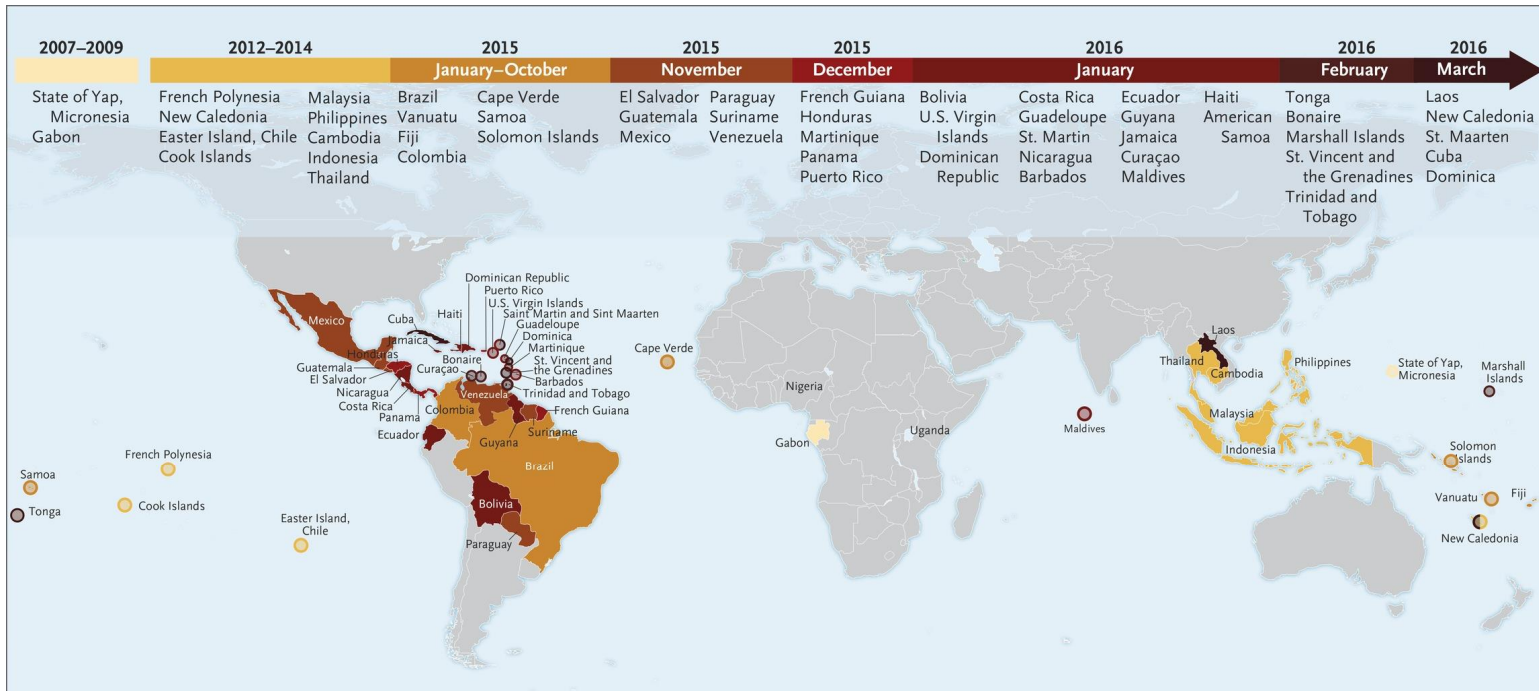 2007–2009
2012–2014
2015
2015
2015
2016
2016
2016
January–October
November
December
January
February
March
State of Yap,
Micronesia
Gabon
French Polynesia
New Caledonia
Easter Island, Chile
Cook Islands
Malaysia
Philippines
Cambodia
Indonesia
Thailand
Brazil
Vanuatu
Fiji
Colombia
Cape Verde
Samoa
Solomon Islands
El Salvador
Guatemala
Mexico
Paraguay
Suriname
Venezuela
French Guiana
Honduras
Martinique
Panama
Puerto Rico
Bolivia
U.S. Virgin
Islands
Dominican
Republic
Costa Rica
Guadeloupe
St. Martin
Nicaragua
Barbados
Ecuador
Guyana
Jamaica
Curaçao
Maldives
Haiti
American
Samoa
Tonga
Bonaire
Marshall Islands
St. Vincent and
the Grenadines
Trinidad and
Tobago
Laos
New Caledonia
St. Maarten
Cuba
Dominica
Dominican Republic
Puerto Rico
U.S. Virgin Islands
Saint Martin and Sint Maarten
Guadeloupe
Dominica
Martinique
St. Vincent and
the Grenadines
Barbados
Trinidad and Tobago
Mexico
Cuba
Haiti
Jamaica
Honduras
Bonaire
Guatemala
Curaçao
El Salvador
Nicaragua
Venezuela
Costa Rica
Panama
Colombia
French Guiana
Ecuador
Guyana
Suriname
Brazil
Bolivia
Paraguay
Samoa
Tonga
French Polynesia
Cook Islands
Easter Island,
Chile
Cape Verde
Nigeria
Gabon
Uganda
Maldives
Laos
Thailand
Cambodia
Philippines
Malaysia
Indonesia
State of Yap,
Micronesia
Marshall
Islands
Solomon
Islands
Vanuatu
Fiji
New Caledonia